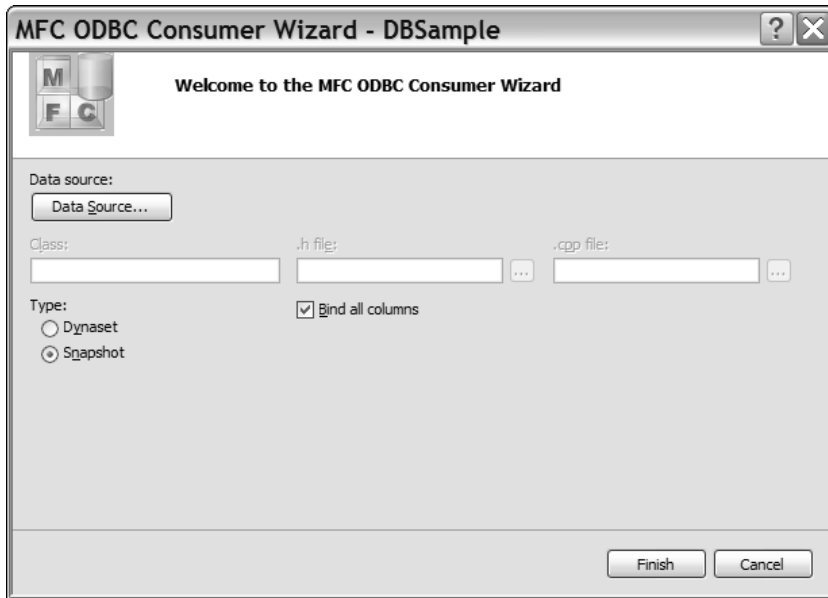 MFC ODBC Consumer Wizard - DBSample
?
M
F C
Welcome to the MFC ODBC Consumer Wizard
Data source:
Data Source...
Class: .h file: .cpp file:
... ...
Type: Bind all columns
Dynaset
Snapshot
Finish Cancel